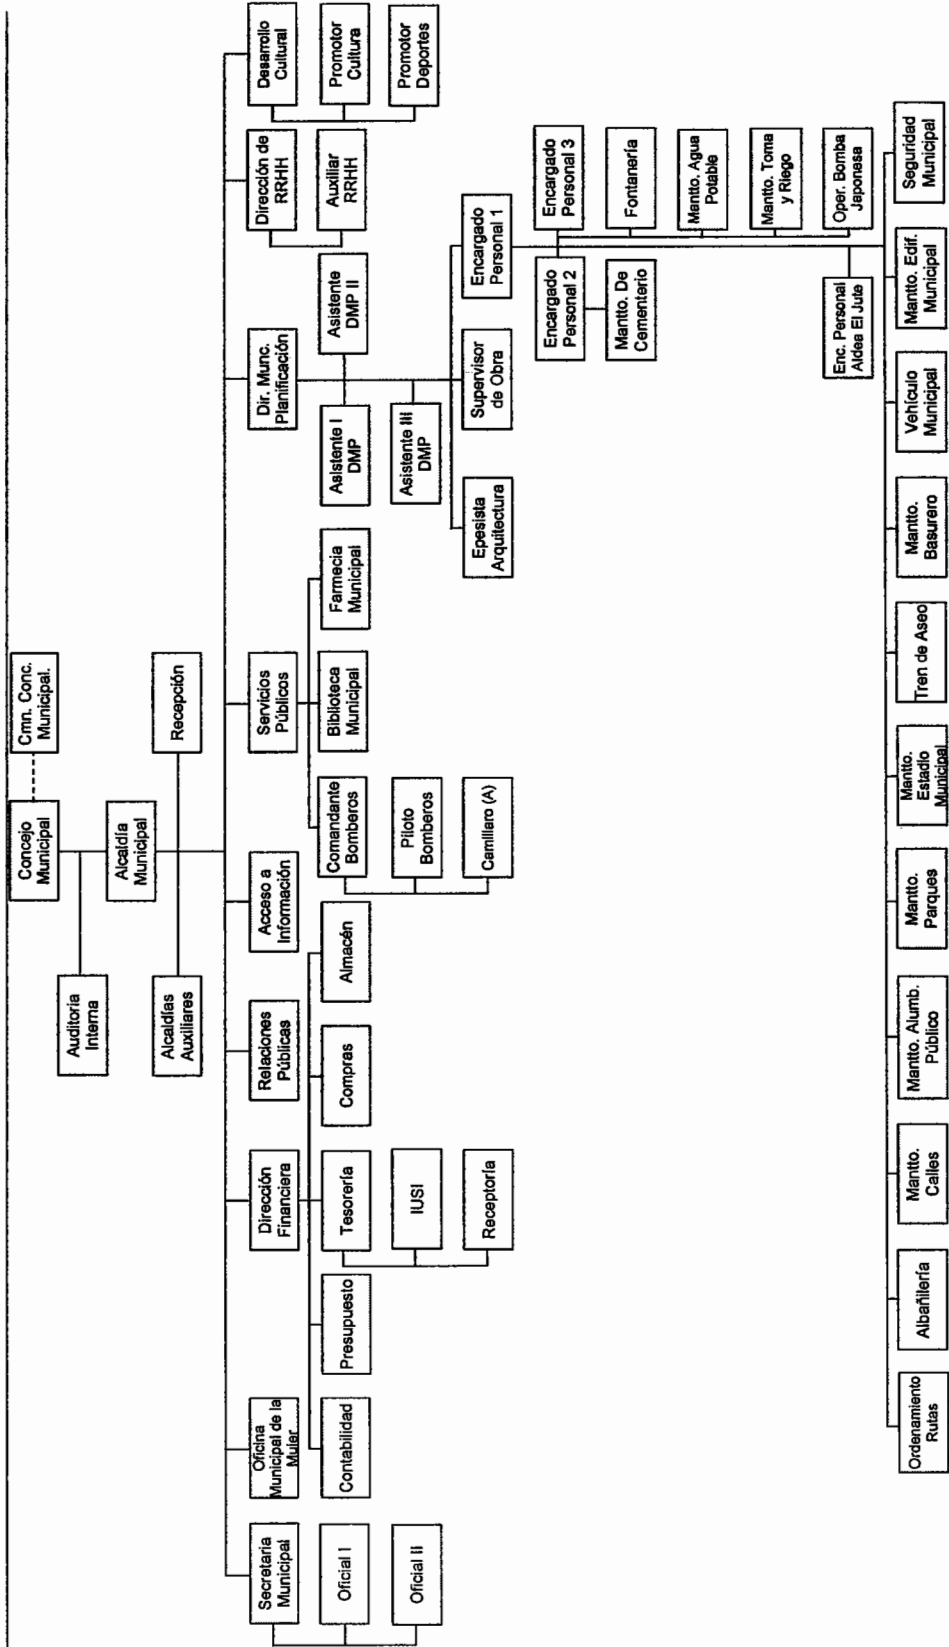 Concejo
Municipal
Cmn. Conc.
Municipal.
Auditoria
Interna
Alcaldía
Municipal
Alcaldías
Auxiliares
Recepción
Secretaria
Municipal
Oficina
Municipal de la
Mujer
Dirección
Financiera
Relaciones
Públicas
Acceso a
Información
Servicios
Públicos
Dir. Munc.
Planificación
Dirección de
RRHH
Desarrollo
Cultural
Oficial I
Oficial II
Contabilidad
Presupuesto
Tesorería
Compras
Almacén
IUSI
Receptoría
Comandante
Bomberos
Biblioteca
Municipal
Farmecia
Municipal
Piloto
Bomberos
Camillaro (A)
Asistente I
DMP
Asistente
DMP II
Asistente III
DMP
Auxiliar
RRHH
Promotor
Cultura
Promotor
Deportes
Epesista
Arquitectura
Supervisor
de Obra
Encargado
Personal 1
Encargado
Personal 2
Encargado
Personal 3
Mantto. De
Cementerio
Fontanería
Mantto. Agua
Potable
Mantto. Toma
y Riego
Oper. Bomba
Japonesa
Enc. Personal
Aldea El Jute
Ordenamiento
Rutas
Albañilería
Mantto.
Calles
Mantto. Alumb.
Público
Mantto.
Parques
Mantto.
Estadio
Municipal
Tren de Aseo
Mantto.
Basurero
Vehículo
Municipal
Mantto. Edif.
Municipal
Seguridad
Municipal